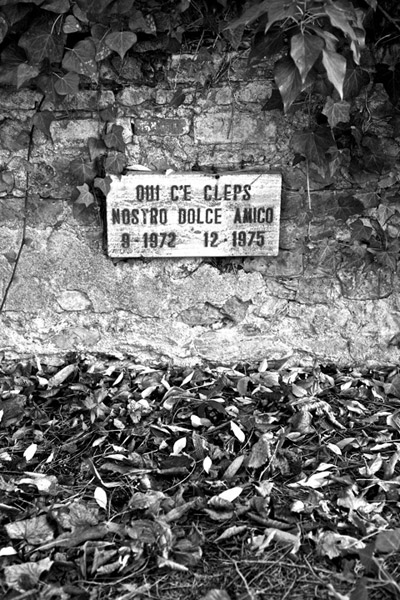 QUI C'E CLEPS
NOSTRO DOLCE AMICO
9-1972 12-1975